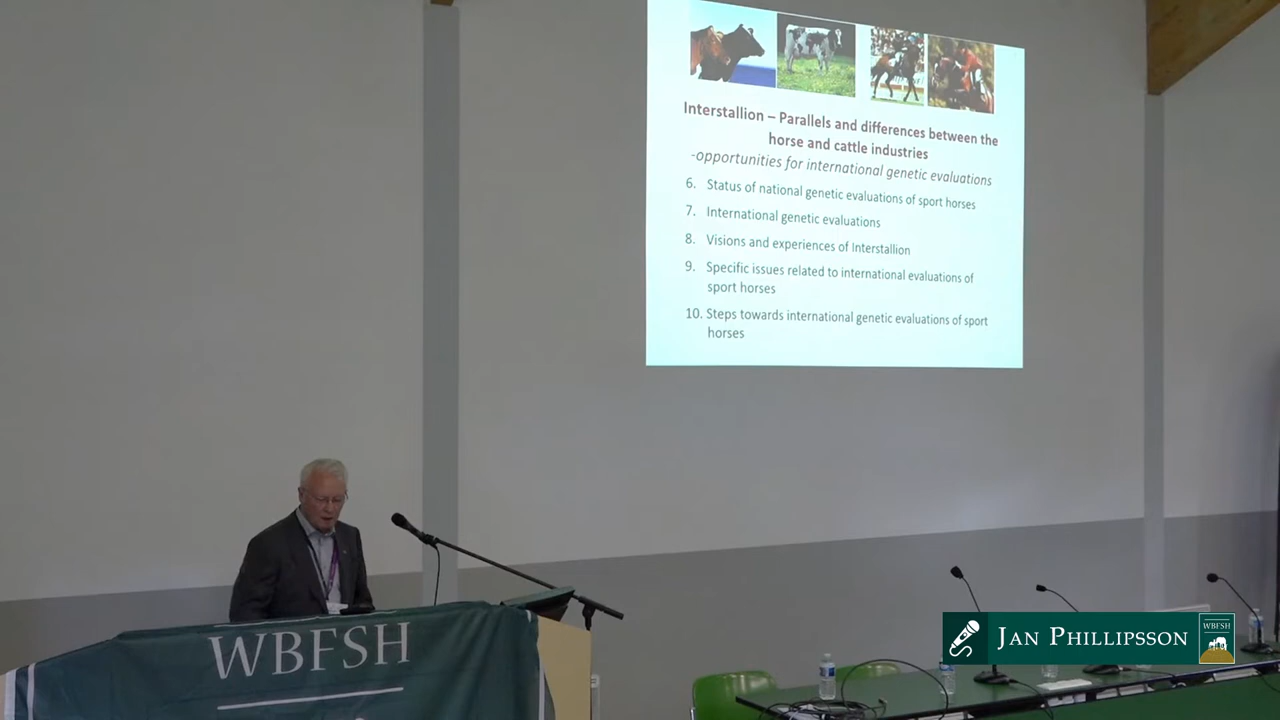 Interstallion – Parallels and differences between the
horse and cattle industries
-opportunities for international genetic evaluations
6. Status of national genetic evaluations of sport horses
7. International genetic evaluations
8. Visions and experiences of Interstallion
9. Specific issues related to international evaluations of
sport horses
10. Steps towards international genetic evaluations of sport
horses
WBFSH
JAN PHILLIPSSON
WBFSH